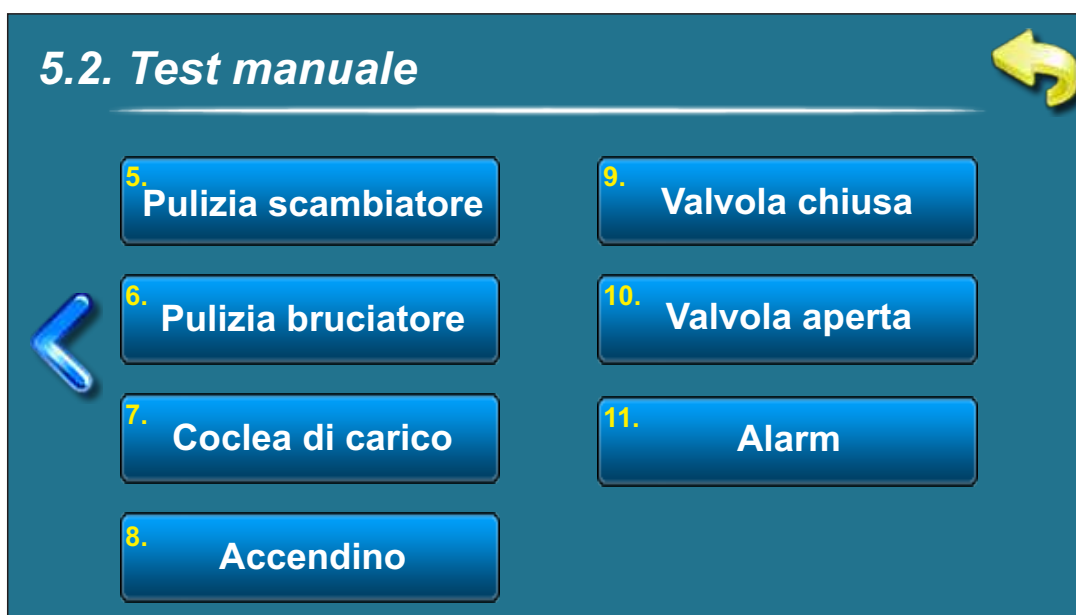 5.2. Test manuale
5.
Pulizia scambiatore
6.
Pulizia bruciatore
7.
Coclea di carico
8.
Accendino
9.
Valvola chiusa
10.
Valvola aperta
11.
Alarm